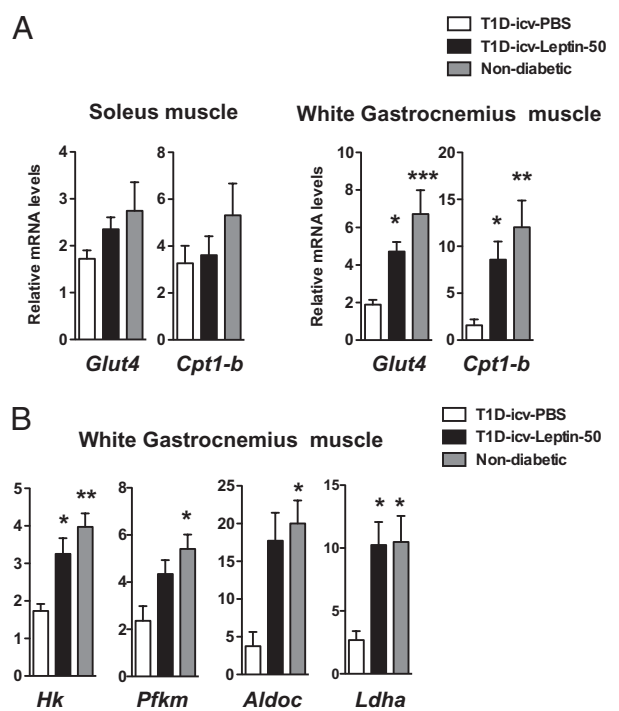 A
T1D-icv-PBS
T1D-icv-Leptin-50
Non-diabetic
Soleus muscle
White Gastrocnemius muscle
Relative mRNA levels
4
3
2
1
0
Glut4
8
6
4
2
0
Cpt1-b
Relative mRNA levels
10
8
6
4
2
0
*
***
Glut4
20
15
10
5
0
*
**
Cpt1-b
B
T1D-icv-PBS
T1D-icv-Leptin-50
Non-diabetic
White Gastrocnemius muscle
5
4
3
2
1
0
*
**
Hk
8
6
4
2
0
*
Pfkm
25
20
15
10
5
0
*
Aldoc
15
10
5
0
*
*
Ldha